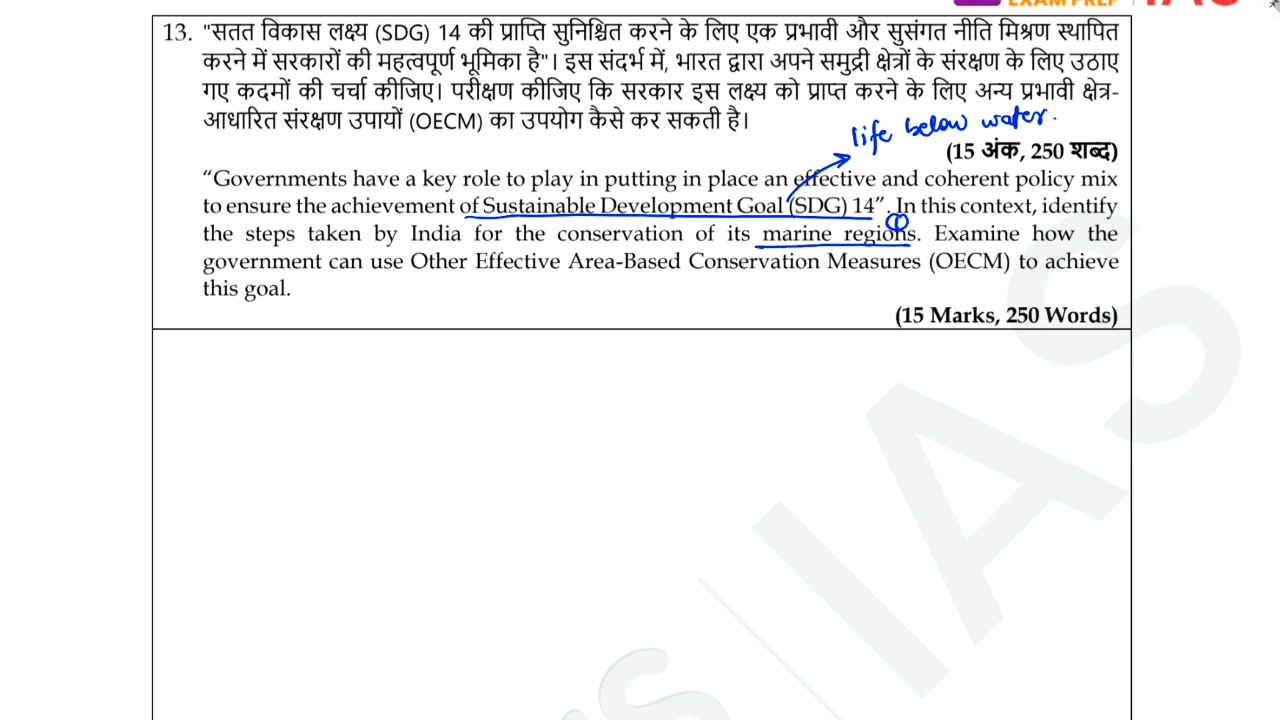 EXAM PREP
13. "सतत विकास लक्ष्य (SDG) 14 की प्राप्ति सुनिश्चित करने के लिए एक प्रभावी और सुसंगत नीति मिश्रण स्थापित
करने में सरकारों की महत्वपूर्ण भूमिका है"। इस संदर्भ में, भारत द्वारा अपने समुद्री क्षेत्रों के संरक्षण के लिए उठाए
गए कदमों की चर्चा कीजिए। परीक्षण कीजिए कि सरकार इस लक्ष्य को प्राप्त करने के लिए अन्य प्रभावी क्षेत्र-
आधारित संरक्षण उपायों (OECM) का उपयोग कैसे कर सकती है।
life below water.
(15 अंक, 250 शब्द)
“Governments have a key role to play in putting in place an effective and coherent policy mix
to ensure the achievement of Sustainable Development Goal (SDG) 14”. In this context, identify
①
the steps taken by India for the conservation of its marine regions. Examine how the
government can use Other Effective Area-Based Conservation Measures (OECM) to achieve
this goal.
(15 Marks, 250 Words)
IAS